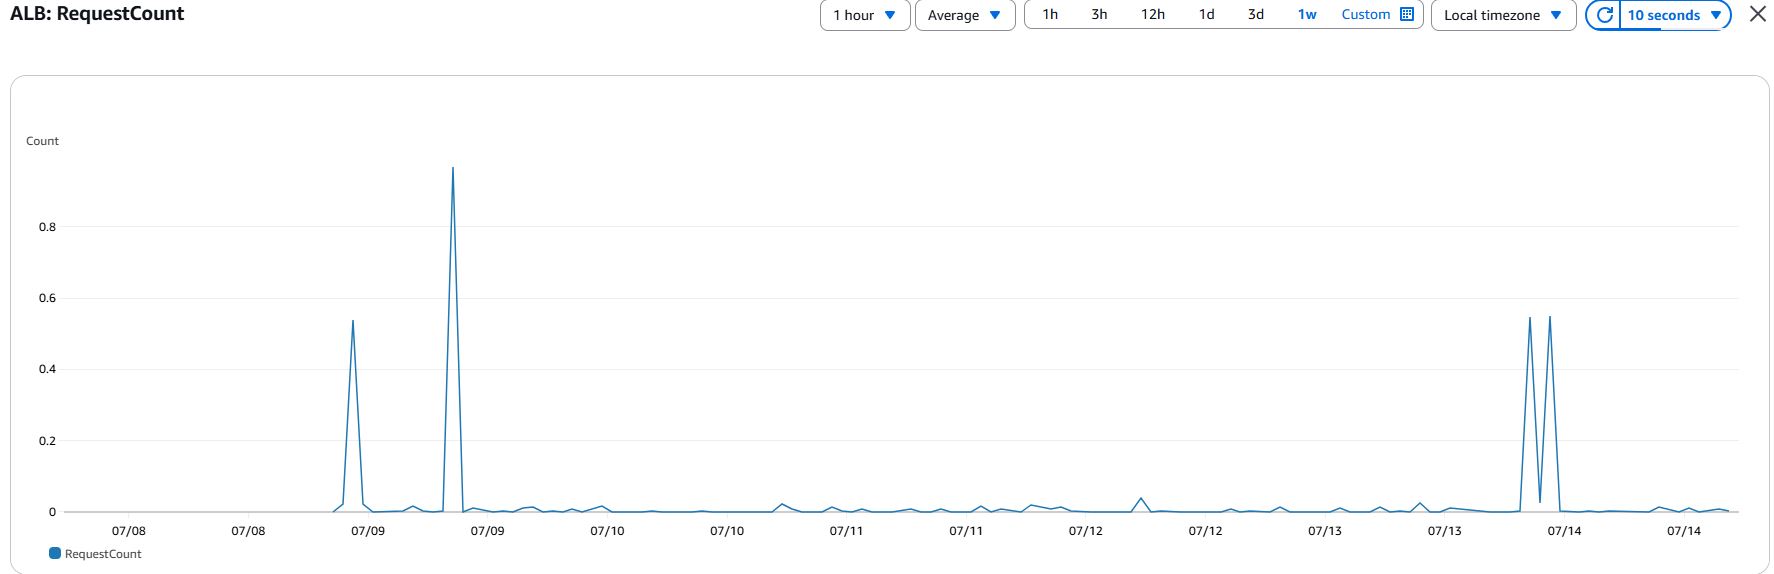 ALB: RequestCount
1 hour
Average
1h 3h 12h 1d 3d 1w Custom
Local timezone
10 seconds
Count
0.8
0.6
0.4
0.2
0
07/08 07/08 07/09 07/09 07/10 07/10 07/11 07/11 07/12 07/12 07/13 07/13 07/14 07/14
RequestCount